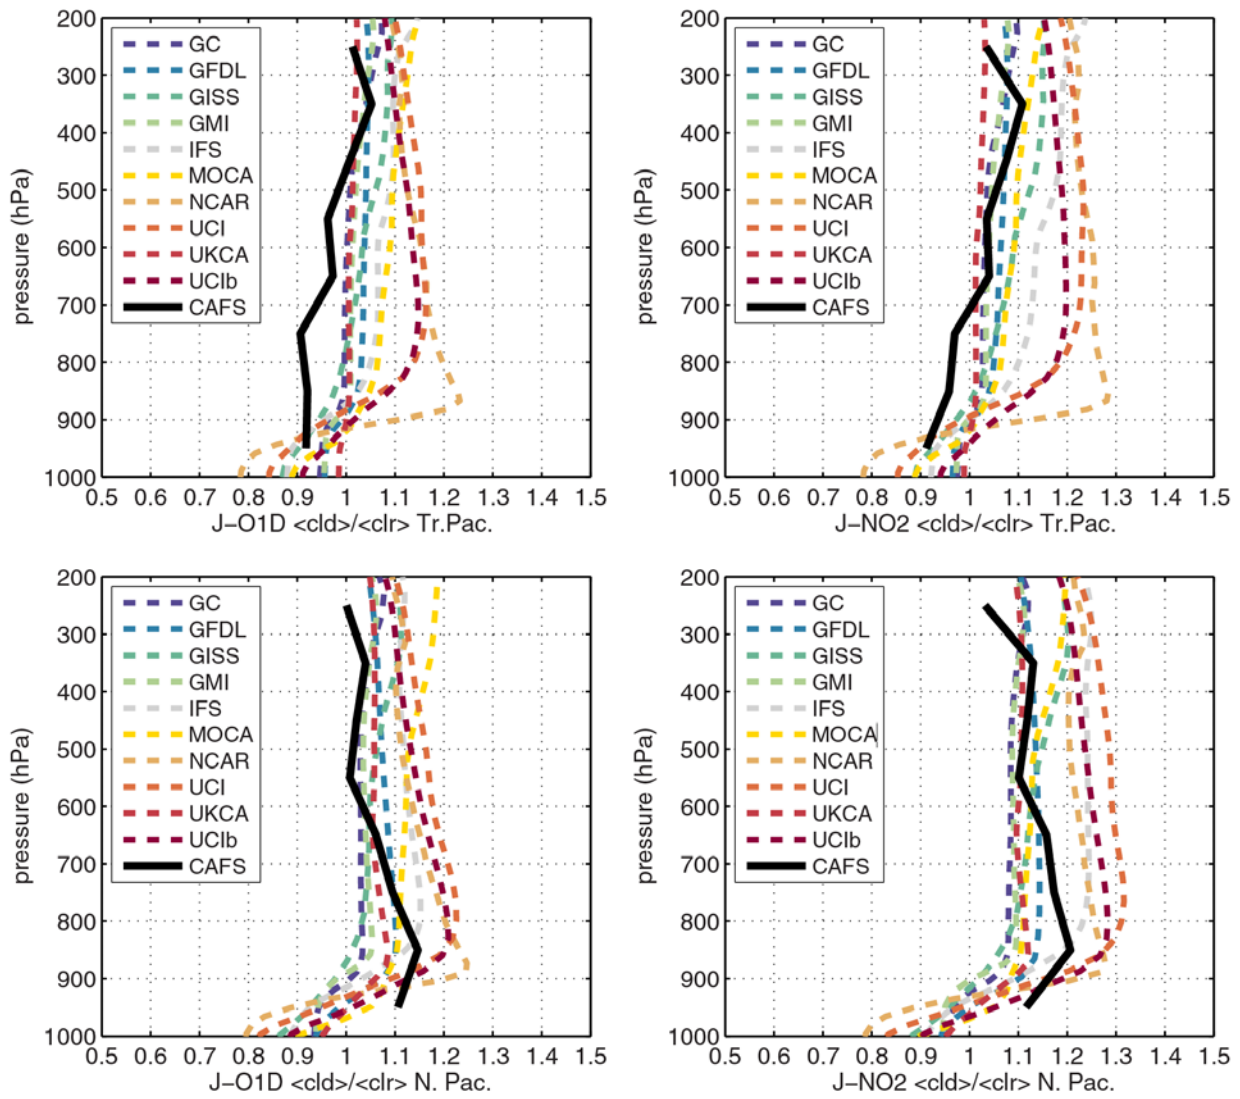 200
300
400
500
600
700
800
900
1000
pressure (hPa)
GC
GFDL
GISS
GMI
IFS
MOCA
NCAR
UCI
UKCA
UCIb
CAFS
0.5 0.6 0.7 0.8 0.9 1 1.1 1.2 1.3 1.4 1.5
J-O1D <cld>/<clr> Tr.Pac.
200
300
400
500
600
700
800
900
1000
pressure (hPa)
GC
GFDL
GISS
GMI
IFS
MOCA
NCAR
UCI
UKCA
UCIb
CAFS
0.5 0.6 0.7 0.8 0.9 1 1.1 1.2 1.3 1.4 1.5
J-NO2 <cld>/<clr> Tr.Pac.
200
300
400
500
600
700
800
900
1000
pressure (hPa)
GC
GFDL
GISS
GMI
IFS
MOCA
NCAR
UCI
UKCA
UCIb
CAFS
0.5 0.6 0.7 0.8 0.9 1 1.1 1.2 1.3 1.4 1.5
J-O1D <cld>/<clr> N. Pac.
200
300
400
500
600
700
800
900
1000
pressure (hPa)
GC
GFDL
GISS
GMI
IFS
MOCA
NCAR
UCI
UKCA
UCIb
CAFS
0.5 0.6 0.7 0.8 0.9 1 1.1 1.2 1.3 1.4 1.5
J-NO2 <cld>/<clr> N. Pac.